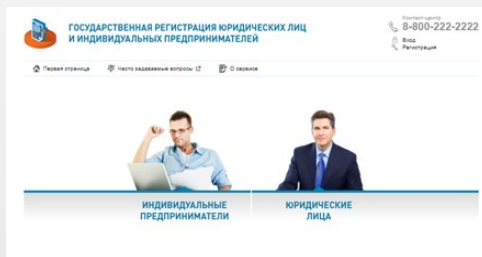 ГОСУДАРСТВЕННАЯ РЕГИСТРАЦИЯ ЮРИДИЧЕСКИХ ЛИЦ
И ИНДИВИДУАЛЬНЫХ ПРЕДПРИНИМАТЕЛЕЙ
Контакт-центр
8-800-222-2222
Вход
Регистрация
Первая страница
Часто задаваемые вопросы
О сервисе
ИНДИВИДУАЛЬНЫЕ
ПРЕДПРИНИМАТЕЛИ
ЮРИДИЧЕСКИЕ
ЛИЦА